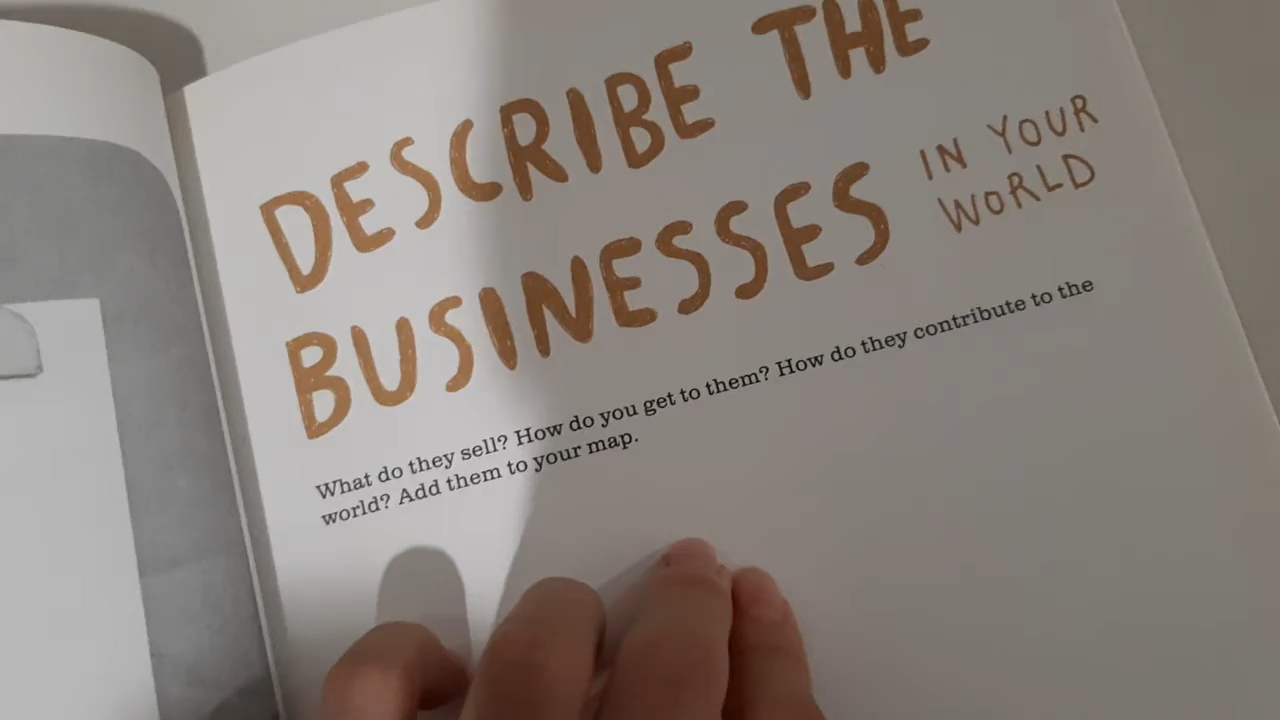 DESCRIBE THE
BUSINESSES IN YOUR
WORLD
What do they sell? How do you get to them? How do they contribute to the
world? Add them to your map.